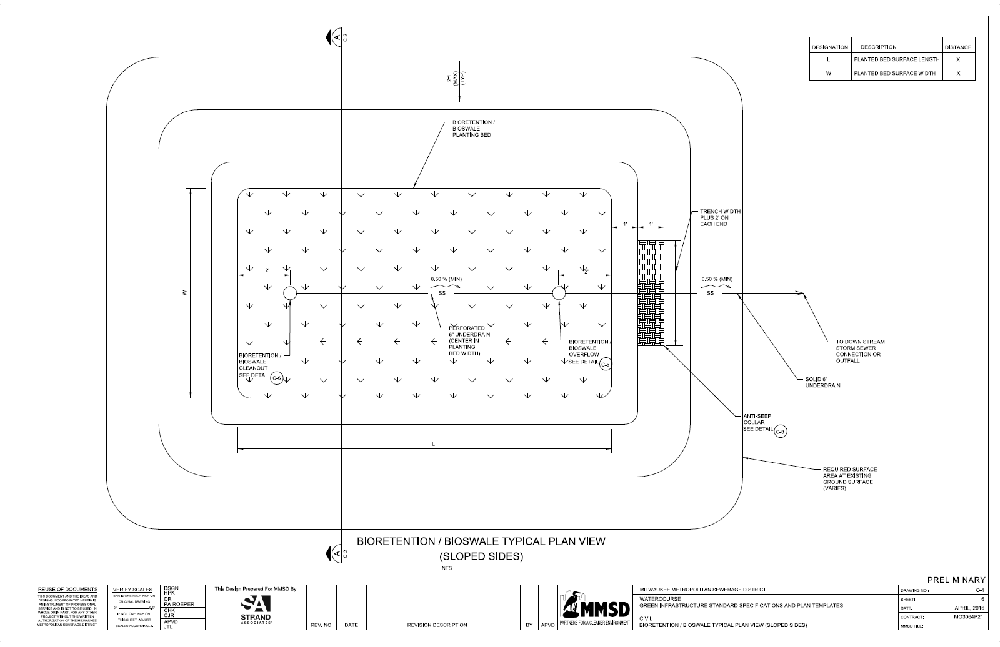 A
C-2
DESIGNATION DESCRIPTION DISTANCE
L PLANTED BED SURFACE LENGTH X
W PLANTED BED SURFACE WIDTH X
2:1
(MAX)
(TYP)
BIORETENTION /
BIOSWALE
PLANTING BED
TRENCH WIDTH
PLUS 2' ON
EACH END
1' 1'
2'
2'
W
0.50 % (MIN)
SS
0.50 % (MIN)
SS
PERFORATED
6" UNDERDRAIN
(CENTER IN
PLANTING
BED WIDTH)
BIORETENTION /
BIOSWALE
OVERFLOW
SEE DETAIL C-5
BIORETENTION /
BIOSWALE
CLEANOUT
SEE DETAIL C-6
TO DOWN STREAM
STORM SEWER
CONNECTION OR
OUTFALL
SOLID 6"
UNDERDRAIN
ANTI-SEEP
COLLAR
SEE DETAIL C-8
L
REQUIRED SURFACE
AREA AT EXISTING
GROUND SURFACE
(VARIES)
A
C-2
BIORETENTION / BIOSWALE TYPICAL PLAN VIEW
(SLOPED SIDES)
NTS
PRELIMINARY
REUSE OF DOCUMENTS
THIS DOCUMENT AND THE IDEAS AND
DESIGNS INCORPORATED HEREIN IS
AN INSTRUMENT OF PROFESSIONAL
SERVICE AND IS NOT TO BE USED, IN
WHOLE OR IN PART, FOR ANY OTHER
PROJECT WITHOUT THE WRITTEN
AUTHORIZATION OF THE MILWAUKEE
METROPOLITAN SEWERAGE DISTRICT.
VERIFY SCALES
BAR IS ONE-HALF INCH ON
ORIGINAL DRAWING
0" 0.5"
IF NOT ONE INCH ON
THIS SHEET, ADJUST
SCALES ACCORDINGLY.
DSGN
HPK
DR
PA ROEPER
CHK
CJR
APVD
JTL
This Design Prepared For MMSD By:
SA
STRAND
ASSOCIATES®
REV. NO. DATE REVISION DESCRIPTION BY APVD
MMSD
PARTNERS FOR A CLEANER ENVIRONMENT
MILWAUKEE METROPOLITAN SEWERAGE DISTRICT
WATERCOURSE
GREEN INFRASTRUCTURE STANDARD SPECIFICATIONS AND PLAN TEMPLATES
CIVIL
BIORETENTION / BIOSWALE TYPICAL PLAN VIEW (SLOPED SIDES)
DRAWING NO.: C-1
SHEET: 6
DATE: APRIL, 2016
CONTRACT: MO3064P21
MMSD FILE: